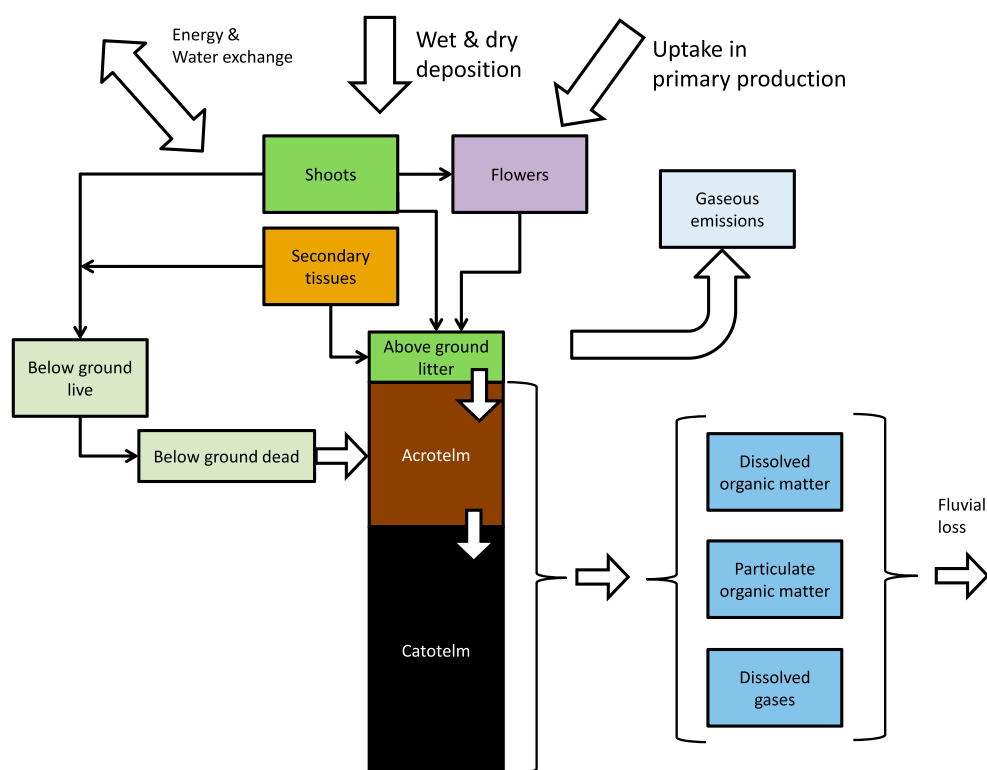 Energy &
Water exchange
Wet & dry
deposition
Uptake in
primary production
Shoots
Flowers
Gaseous
emissions
Secondary
tissues
Above ground
litter
Below ground
live
Below ground dead
Acrotelm
Catotelm
Dissolved
organic matter
Particulate
organic matter
Dissolved
gases
Fluvial
loss